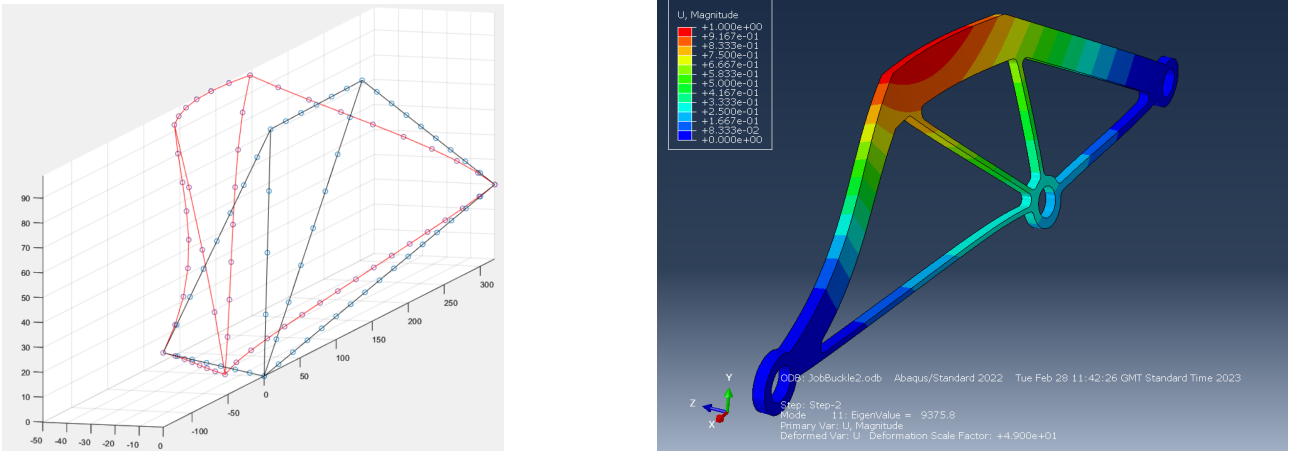 90
80
70
60
50
40
30
20
10
0
-50
-40
-30
-20
-10
0
-100
-50
0
50
100
150
200
250
300
U, Magnitude
+1.000e+00
+9.167e-01
+8.333e-01
+7.500e-01
+6.667e-01
+5.833e-01
+5.000e-01
+4.167e-01
+3.333e-01
+2.500e-01
+1.667e-01
+8.333e-02
+0.000e+00
Y
Z
X
ODB: JobBuckle2.odb Abaqus/Standard 2022 Tue Feb 28 11:42:26 GMT Standard Time 2023
Step: Step-2
Mode 11: EigenValue = 9375.8
Primary Var: U, Magnitude
Deformed Var: U Deformation Scale Factor: +4.900e+01